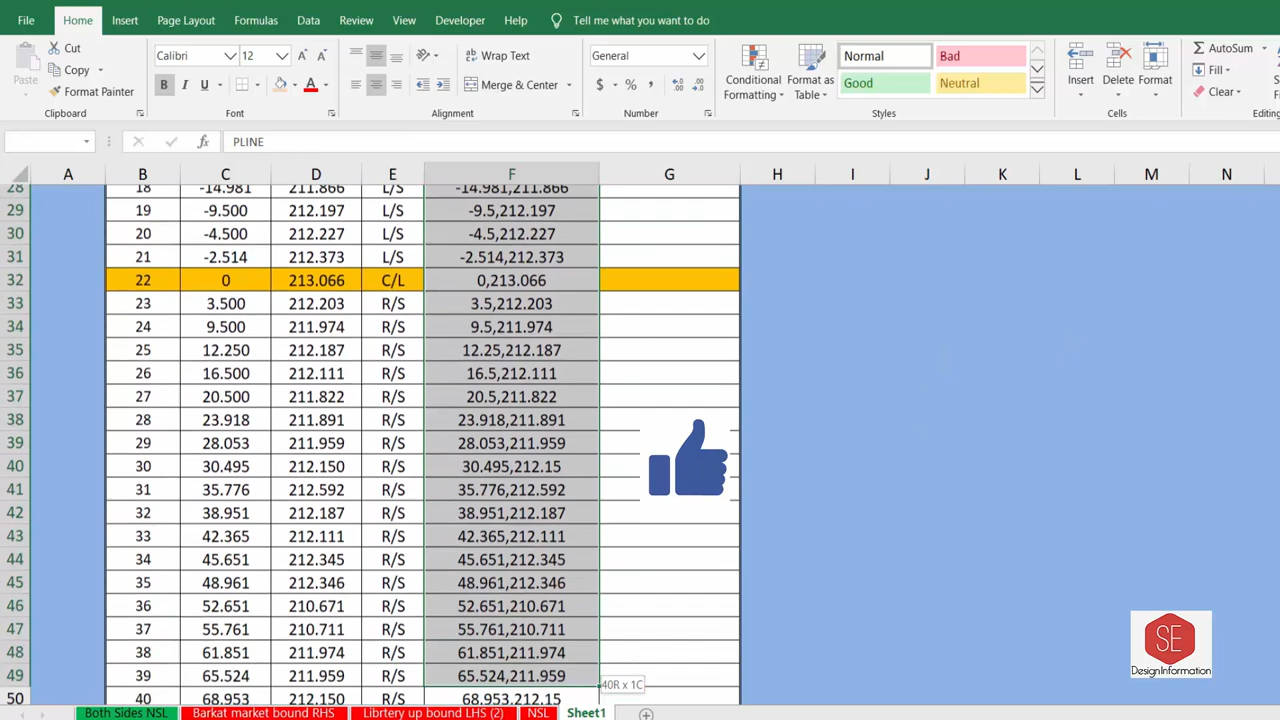 File Home Insert Page Layout Formulas Data Review View Developer Help Tell me what you want to do
Paste Cut Calibri 12 Wrap Text General Conditional Formatting Format as Table Normal Bad Insert Delete Format AutoSum
Copy B I U A Merge & Center $ % , Good Neutral Fill
Format Painter Clear
Clipboard Font Alignment Number Styles Cells Editing
fx PLINE
A B C D E F G H I J K L M N
28 18 -14.981 211.866 L/S -14.981,211.866
29 19 -9.500 212.197 L/S -9.5,212.197
30 20 -4.500 212.227 L/S -4.5,212.227
31 21 -2.514 212.373 L/S -2.514,212.373
32 22 0 213.066 C/L 0,213.066
33 23 3.500 212.203 R/S 3.5,212.203
34 24 9.500 211.974 R/S 9.5,211.974
35 25 12.250 212.187 R/S 12.25,212.187
36 26 16.500 212.111 R/S 16.5,212.111
37 27 20.500 211.822 R/S 20.5,211.822
38 28 23.918 211.891 R/S 23.918,211.891
39 29 28.053 211.959 R/S 28.053,211.959
40 30 30.495 212.150 R/S 30.495,212.15
41 31 35.776 212.592 R/S 35.776,212.592
42 32 38.951 212.187 R/S 38.951,212.187
43 33 42.365 212.111 R/S 42.365,212.111
44 34 45.651 212.345 R/S 45.651,212.345
45 35 48.961 212.346 R/S 48.961,212.346
46 36 52.651 210.671 R/S 52.651,210.671
47 37 55.761 210.711 R/S 55.761,210.711
48 38 61.851 211.974 R/S 61.851,211.974
49 39 65.524 211.959 R/S 65.524,211.959
40R x 1C
50 40 68.953 212.150 R/S 68.953,212.15
SE
DesignInformation
Both Sides NSL Barkat market bound RHS Librtery up bound LHS (2) NSL Sheet1